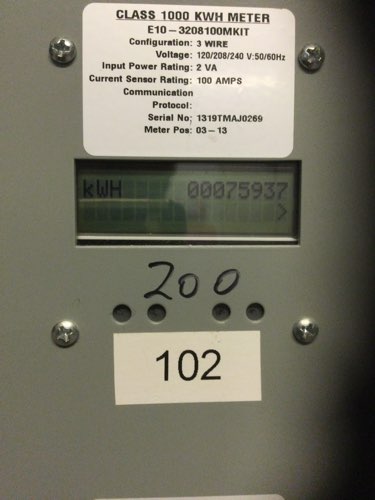 CLASS 1000 KWH METER
E10-3208100MKIT
Configuration: 3 WIRE
Voltage: 120/208/240 V:50/60Hz
Input Power Rating: 2 VA
Current Sensor Rating: 100 AMPS
Communication
Protocol:
Serial No: 1319TMAJ0269
Meter Pos: 03-13
kWH 00075937
>
200
102